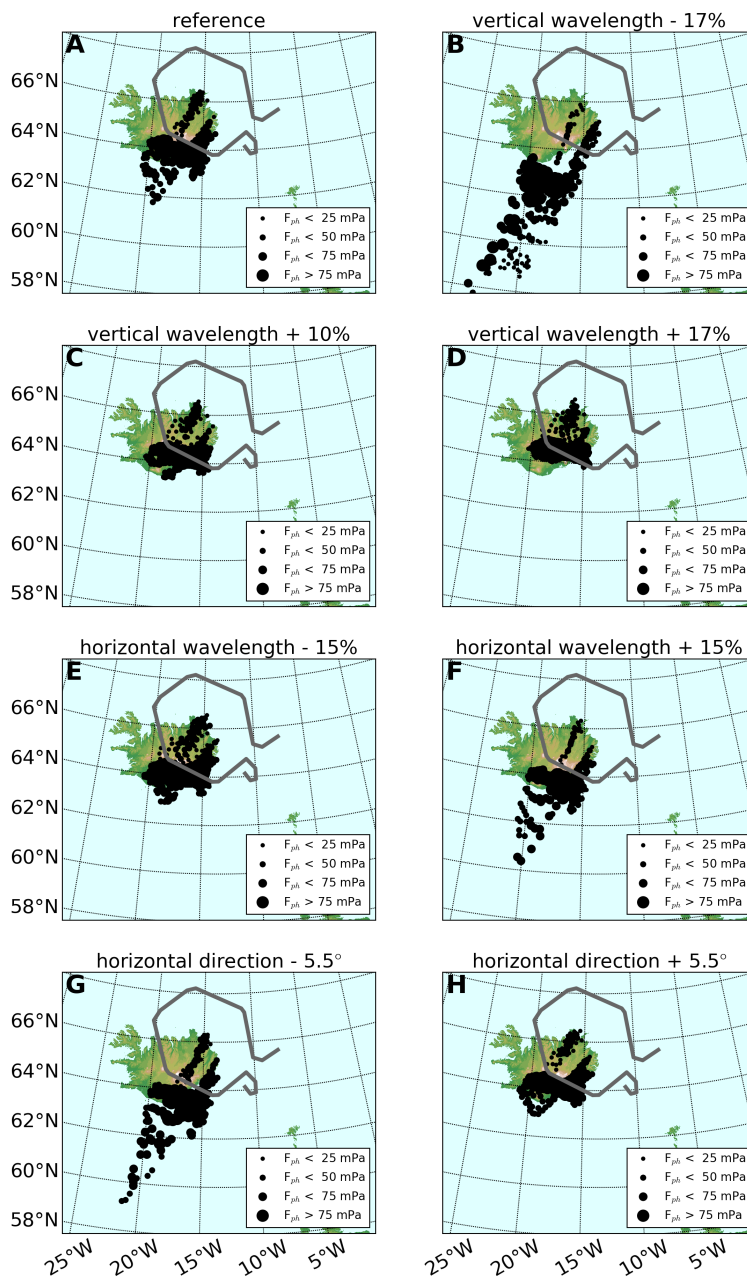 reference
vertical wavelength - 17%
A
B
66°N
64°N
62°N
60°N
58°N
F_ph < 25 mPa
F_ph < 50 mPa
F_ph < 75 mPa
F_ph > 75 mPa
F_ph < 25 mPa
F_ph < 50 mPa
F_ph < 75 mPa
F_ph > 75 mPa
vertical wavelength + 10%
vertical wavelength + 17%
C
D
66°N
64°N
62°N
60°N
58°N
F_ph < 25 mPa
F_ph < 50 mPa
F_ph < 75 mPa
F_ph > 75 mPa
F_ph < 25 mPa
F_ph < 50 mPa
F_ph < 75 mPa
F_ph > 75 mPa
horizontal wavelength - 15%
horizontal wavelength + 15%
E
F
66°N
64°N
62°N
60°N
58°N
F_ph < 25 mPa
F_ph < 50 mPa
F_ph < 75 mPa
F_ph > 75 mPa
F_ph < 25 mPa
F_ph < 50 mPa
F_ph < 75 mPa
F_ph > 75 mPa
horizontal direction - 5.5°
horizontal direction + 5.5°
G
H
66°N
64°N
62°N
60°N
58°N
F_ph < 25 mPa
F_ph < 50 mPa
F_ph < 75 mPa
F_ph > 75 mPa
F_ph < 25 mPa
F_ph < 50 mPa
F_ph < 75 mPa
F_ph > 75 mPa
25°W 20°W 15°W 10°W 5°W
25°W 20°W 15°W 10°W 5°W